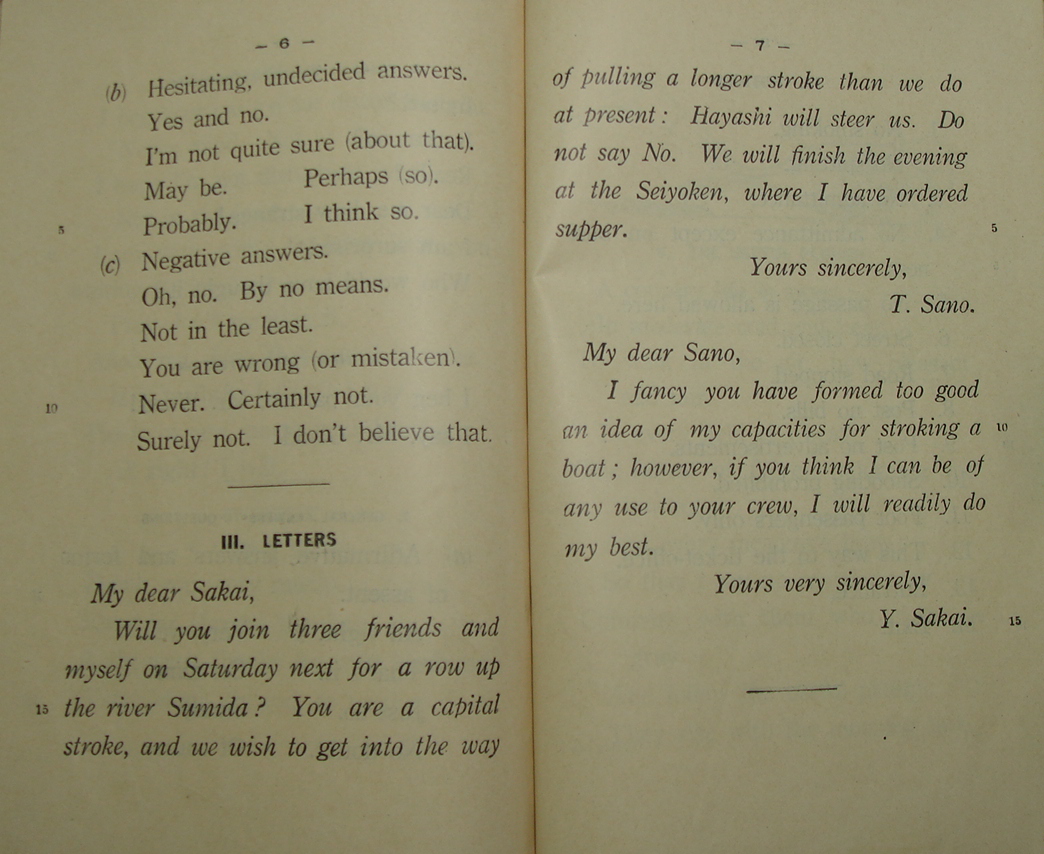 – 6 –
(b) Hesitating, undecided answers.
Yes and no.
I'm not quite sure (about that).
May be. Perhaps (so).
5 Probably. I think so.
(c) Negative answers.
Oh, no. By no means.
Not in the least.
You are wrong (or mistaken).
10 Never. Certainly not.
Surely not. I don't believe that.
III. LETTERS
My dear Sakai,
Will you join three friends and
myself on Saturday next for a row up
15 the river Sumida? You are a capital
stroke, and we wish to get into the way
– 7 –
of pulling a longer stroke than we do
at present: Hayashi will steer us. Do
not say No. We will finish the evening
at the Seiyoken, where I have ordered
supper. 5
Yours sincerely,
T. Sano.
My dear Sano,
I fancy you have formed too good
an idea of my capacities for stroking a 10
boat; however, if you think I can be of
any use to your crew, I will readily do
my best.
Yours very sincerely,
Y. Sakai. 15